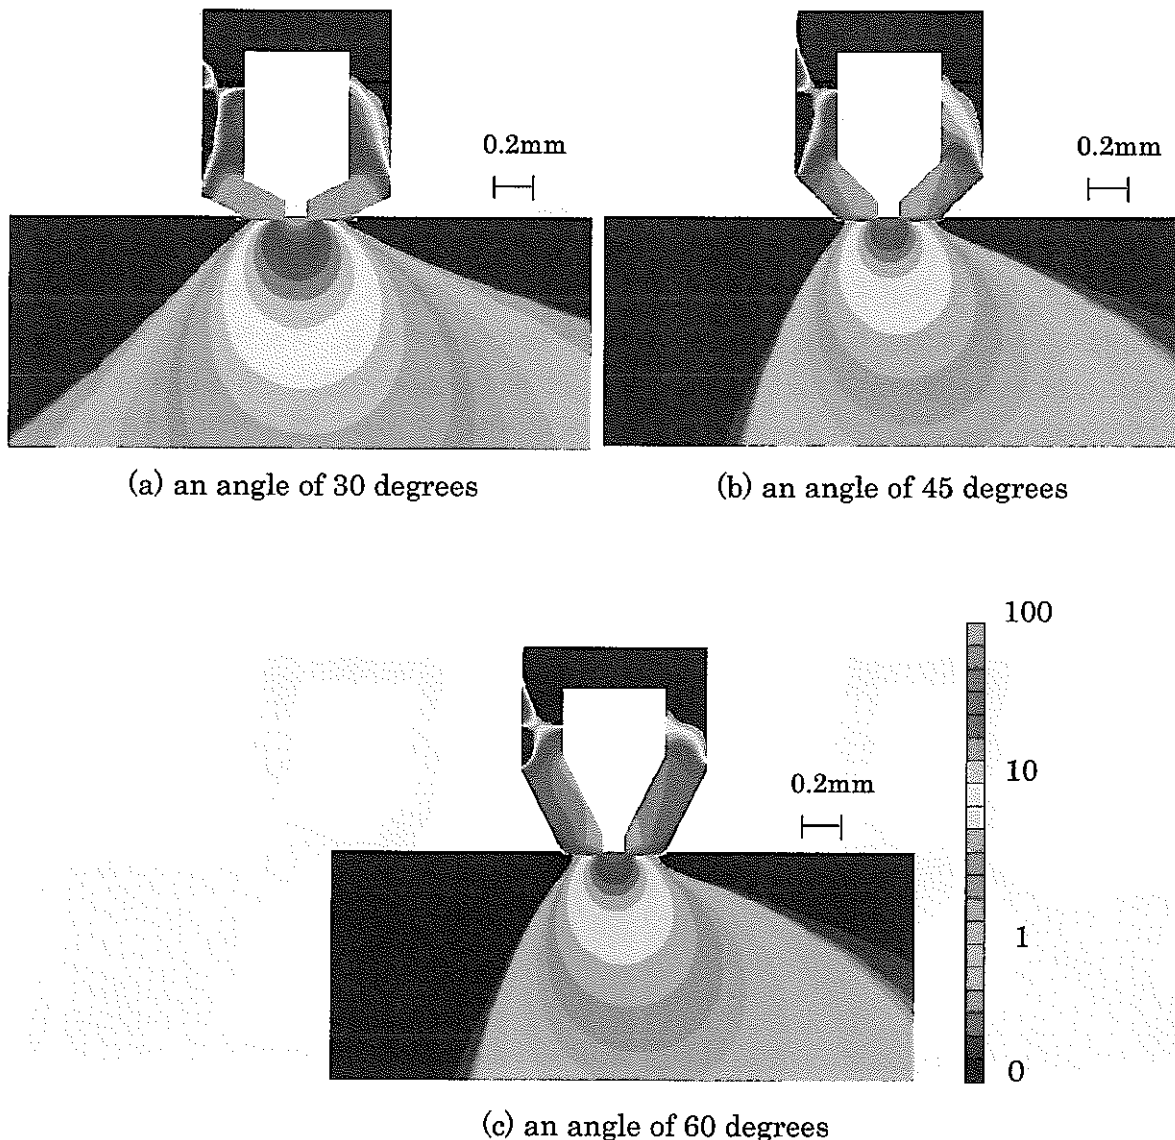 0.2mm
0.2mm
(a) an angle of 30 degrees
(b) an angle of 45 degrees
100
10
0.2mm
1
0
(c) an angle of 60 degrees